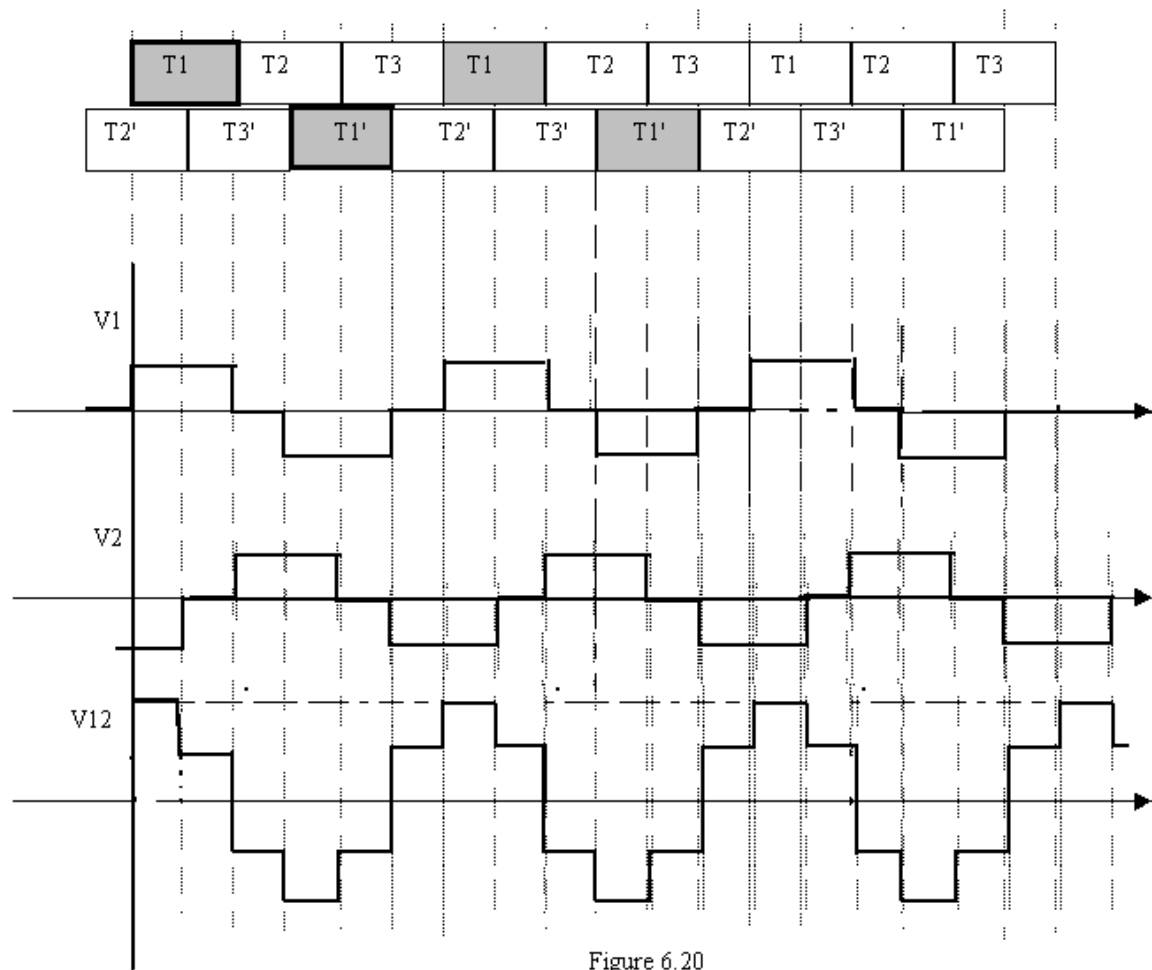 T1 T2 T3 T1 T2 T3 T1 T2 T3
T2' T3' T1' T2' T3' T1' T2' T3' T1'
V1
V2
V12
Figure 6.20